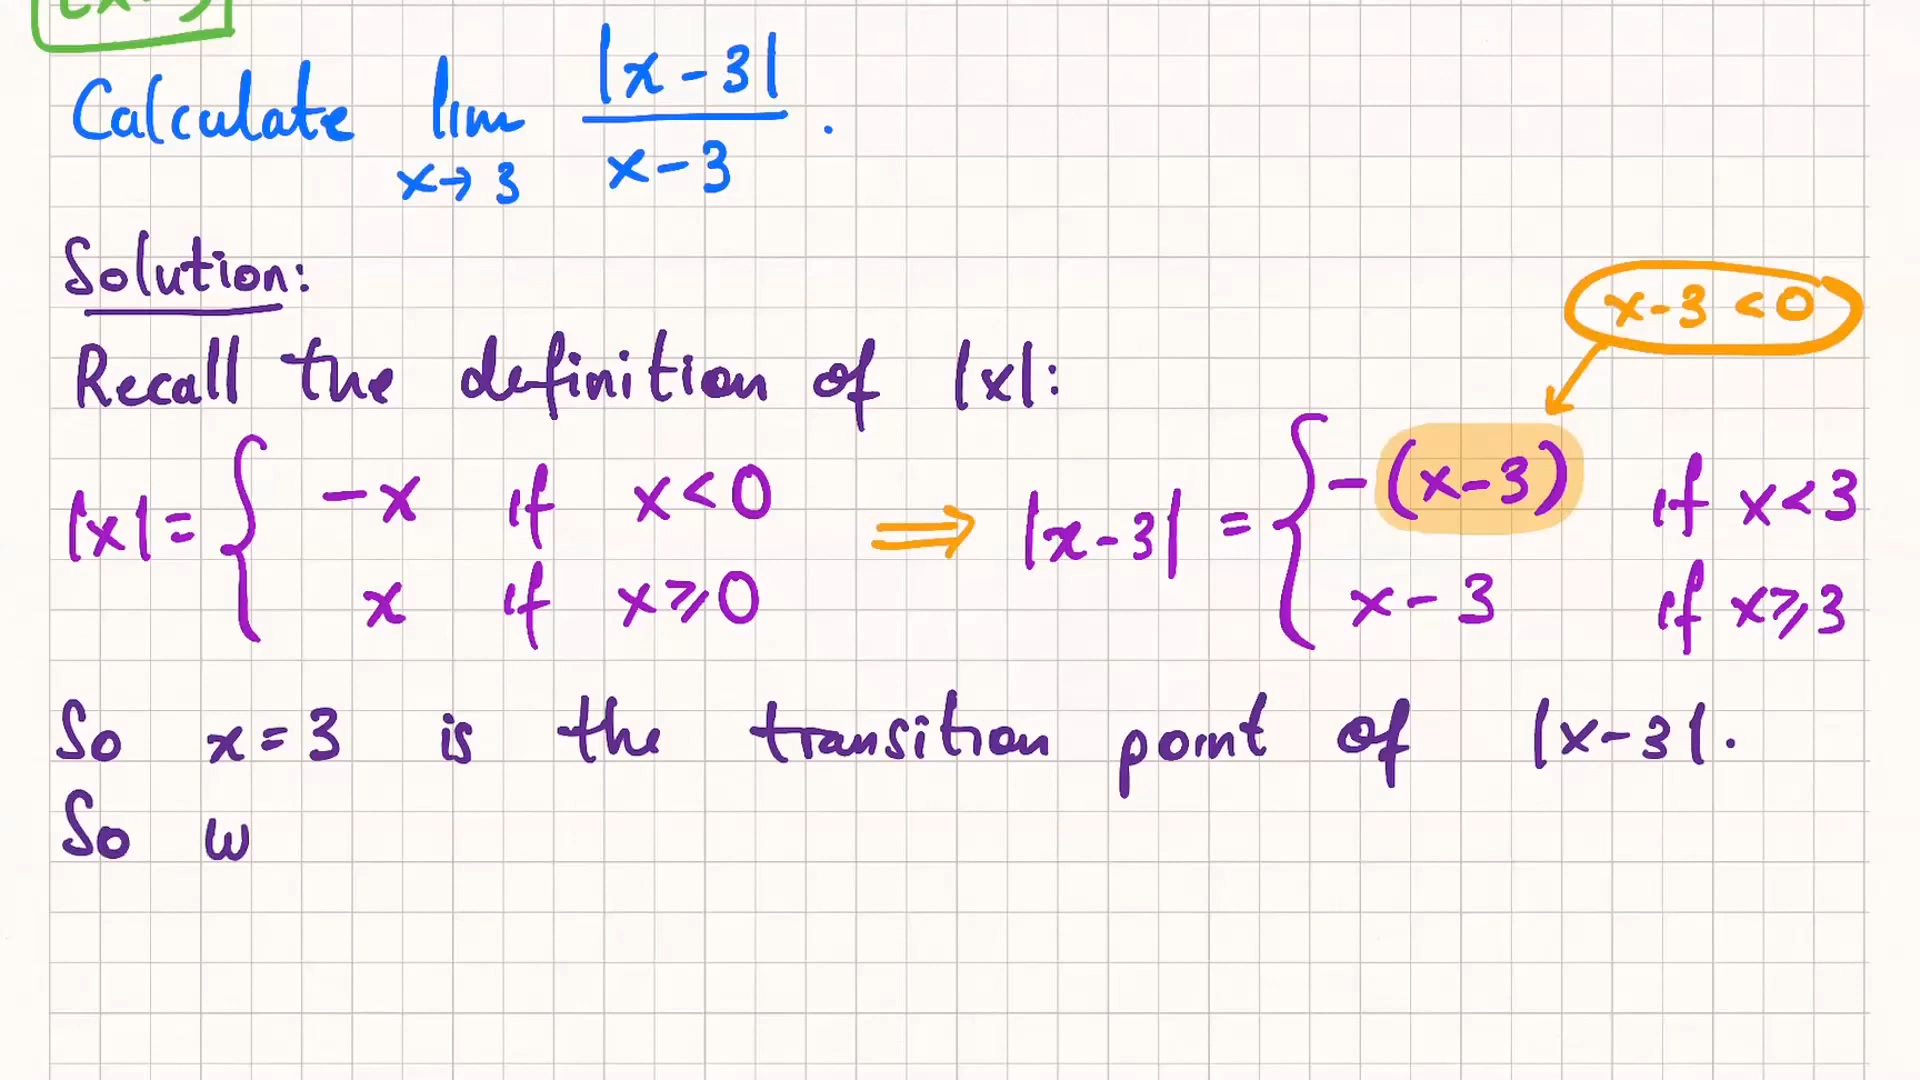 Calculate lim x→3 |x-3| / x-3 .
Solution:
x-3 <0
Recall the definition of |x|:
|x| = { -x if x<0 ⟹ |x-3| = { -(x-3) if x<3
x if x⩾0 x-3 if x⩾3
So x=3 is the transition point of |x-3|.
So w